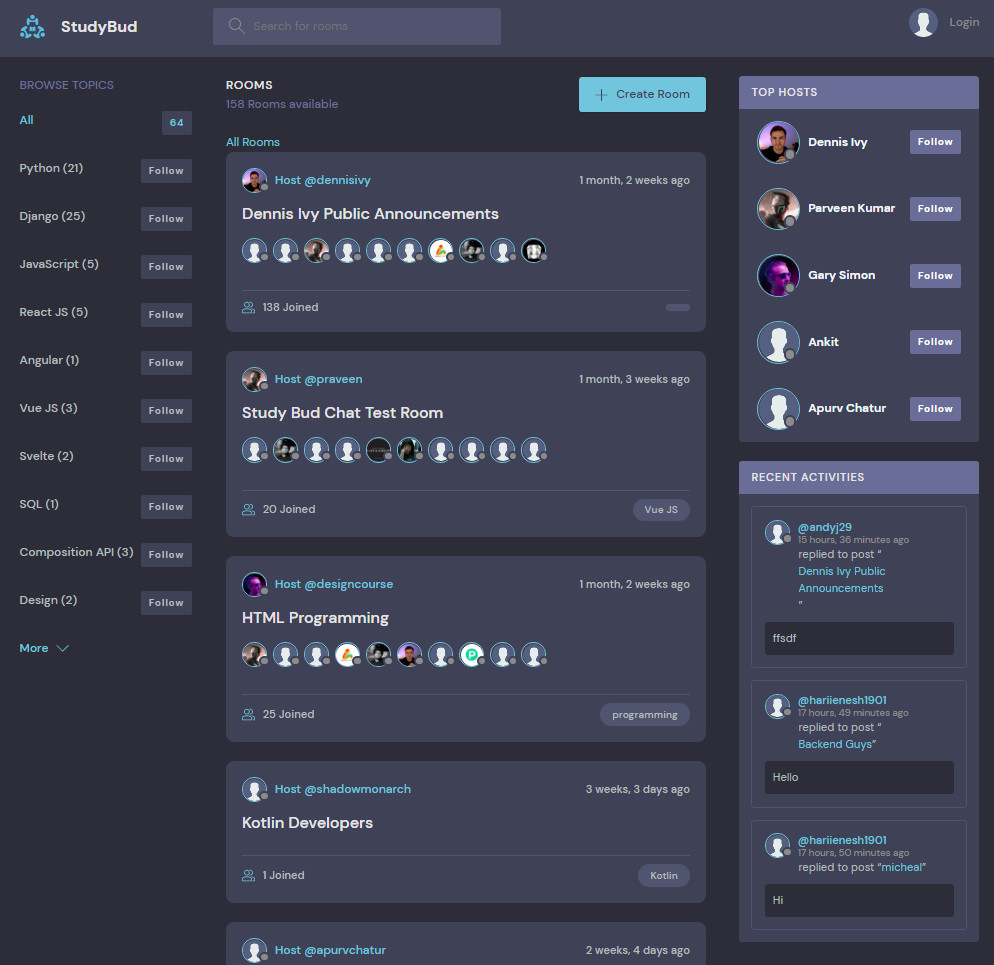 StudyBud
Search for rooms
Login
BROWSE TOPICS
All
64
Python (21)
Follow
Django (25)
Follow
JavaScript (5)
Follow
React JS (5)
Follow
Angular (1)
Follow
Vue JS (3)
Follow
Svelte (2)
Follow
SQL (1)
Follow
Composition API (3)
Follow
Design (2)
Follow
More
ROOMS
158 Rooms available
Create Room
All Rooms
Host @dennisivy
1 month, 2 weeks ago
Dennis Ivy Public Announcements
138 Joined
Host @praveen
1 month, 3 weeks ago
Study Bud Chat Test Room
20 Joined
Vue JS
Host @designcourse
1 month, 2 weeks ago
HTML Programming
25 Joined
programming
Host @shadowmonarch
3 weeks, 3 days ago
Kotlin Developers
1 Joined
Kotlin
Host @apurvchatur
2 weeks, 4 days ago
TOP HOSTS
Dennis Ivy
Follow
Parveen Kumar
Follow
Gary Simon
Follow
Ankit
Follow
Apurv Chatur
Follow
RECENT ACTIVITIES
@andyj29
15 hours, 36 minutes ago
replied to post “
Dennis Ivy Public
Announcements
”
ffsdf
@hariienesh1901
17 hours, 49 minutes ago
replied to post “
Backend Guys”
Hello
@hariienesh1901
17 hours, 50 minutes ago
replied to post “micheal”
Hi